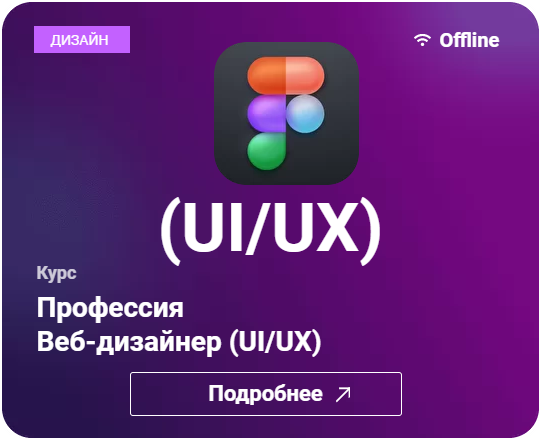 ДИЗАЙН
Offline
(UI/UX)
Курс
Профессия
Веб-дизайнер (UI/UX)
Подробнее